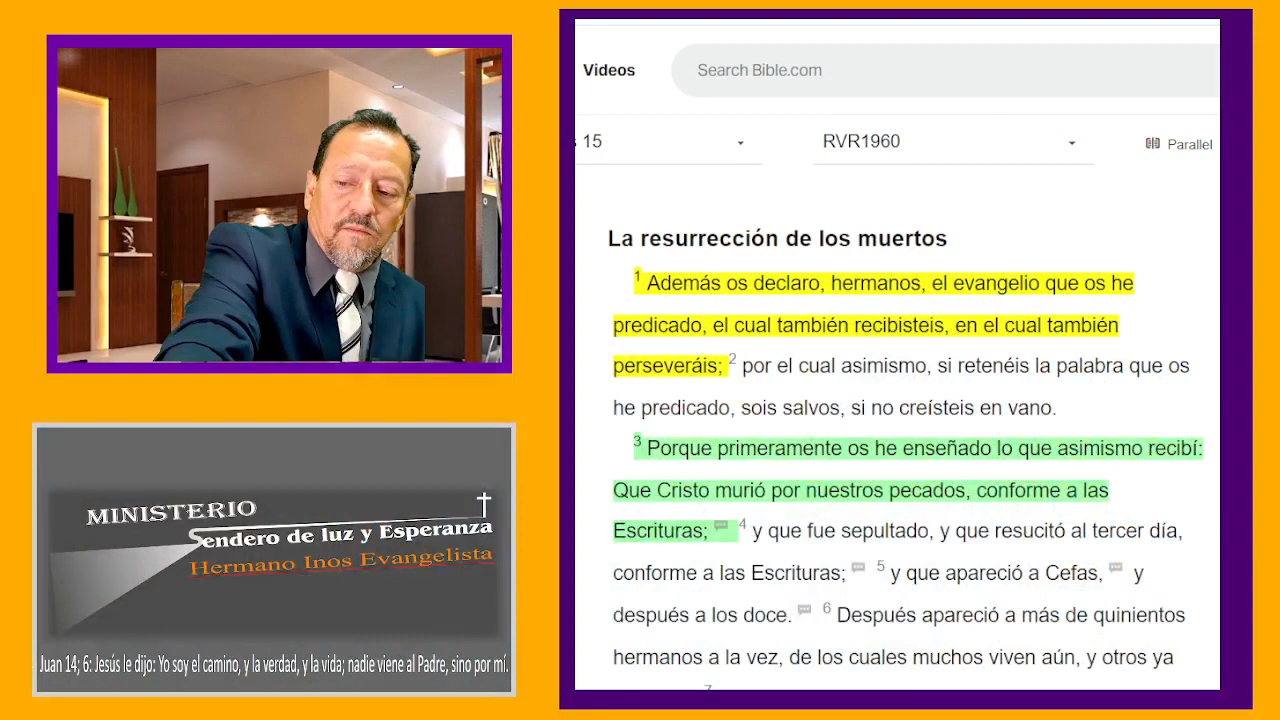 Videos
Search Bible.com
15
RVR1960
Parallel
La resurrección de los muertos
1 Además os declaro, hermanos, el evangelio que os he
predicado, el cual también recibisteis, en el cual también
perseveráis; 2 por el cual asimismo, si retenéis la palabra que os
he predicado, sois salvos, si no creísteis en vano.
3 Porque primeramente os he enseñado lo que asimismo recibí:
Que Cristo murió por nuestros pecados, conforme a las
Escrituras; 4 y que fue sepultado, y que resucitó al tercer día,
conforme a las Escrituras; 5 y que apareció a Cefas, y
después a los doce. 6 Después apareció a más de quinientos
hermanos a la vez, de los cuales muchos viven aún, y otros ya
7
MINISTERIO
Sendero de luz y Esperanza
Hermano Inos Evangelista
Juan 14; 6: Jesús le dijo: Yo soy el camino, y la verdad, y la vida; nadie viene al Padre, sino por mí.